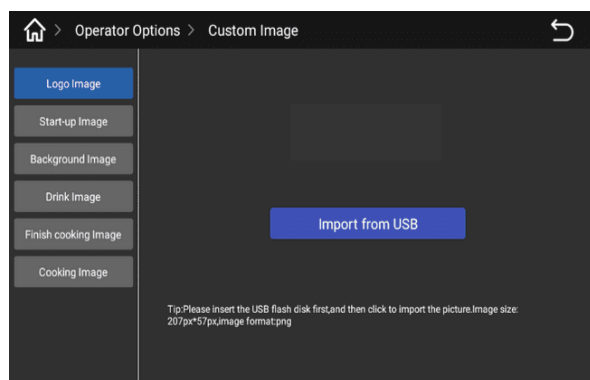 > Operator Options > Custom Image
Logo Image
Start-up Image
Background Image
Drink Image
Finish cooking Image
Cooking Image
Import from USB
Tip:Please insert the USB flash disk first,and then click to import the picture.Image size:
207px*57px,image format:png